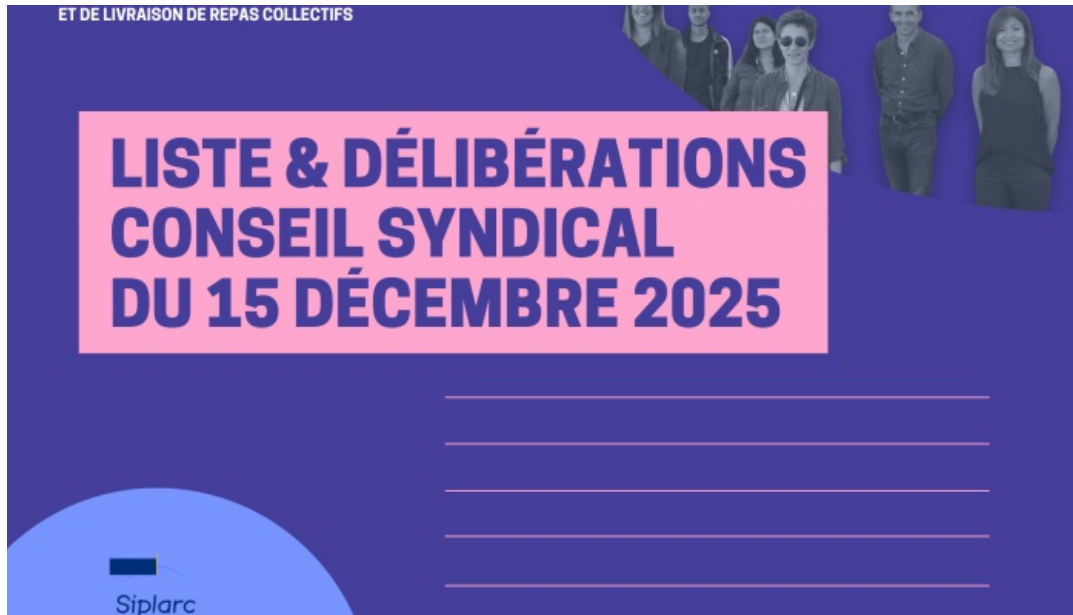 ET DE LIVRAISON DE REPAS COLLECTIFS
LISTE & DÉLIBÉRATIONS
CONSEIL SYNDICAL
DU 15 DÉCEMBRE 2025
Siplarc